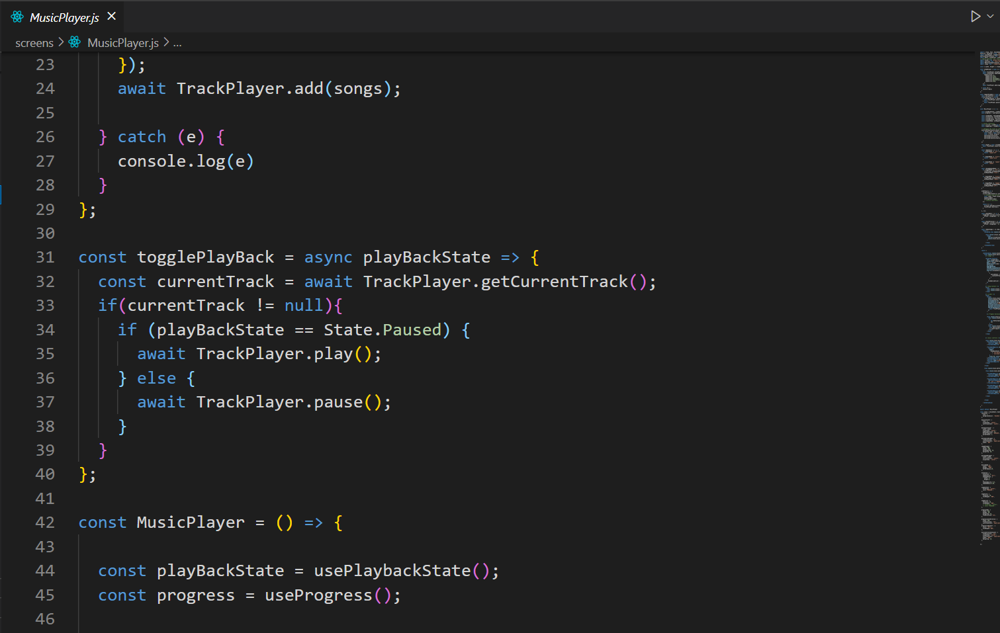 MusicPlayer.js
screens > MusicPlayer.js > ...
23 });
24 await TrackPlayer.add(songs);
25
26 } catch (e) {
27 console.log(e)
28 }
29 };
30
31 const togglePlayBack = async playBackState => {
32 const currentTrack = await TrackPlayer.getCurrentTrack();
33 if(currentTrack != null){
34 if (playBackState == State.Paused) {
35 await TrackPlayer.play();
36 } else {
37 await TrackPlayer.pause();
38 }
39 }
40 };
41
42 const MusicPlayer = () => {
43
44 const playBackState = usePlaybackState();
45 const progress = useProgress();
46